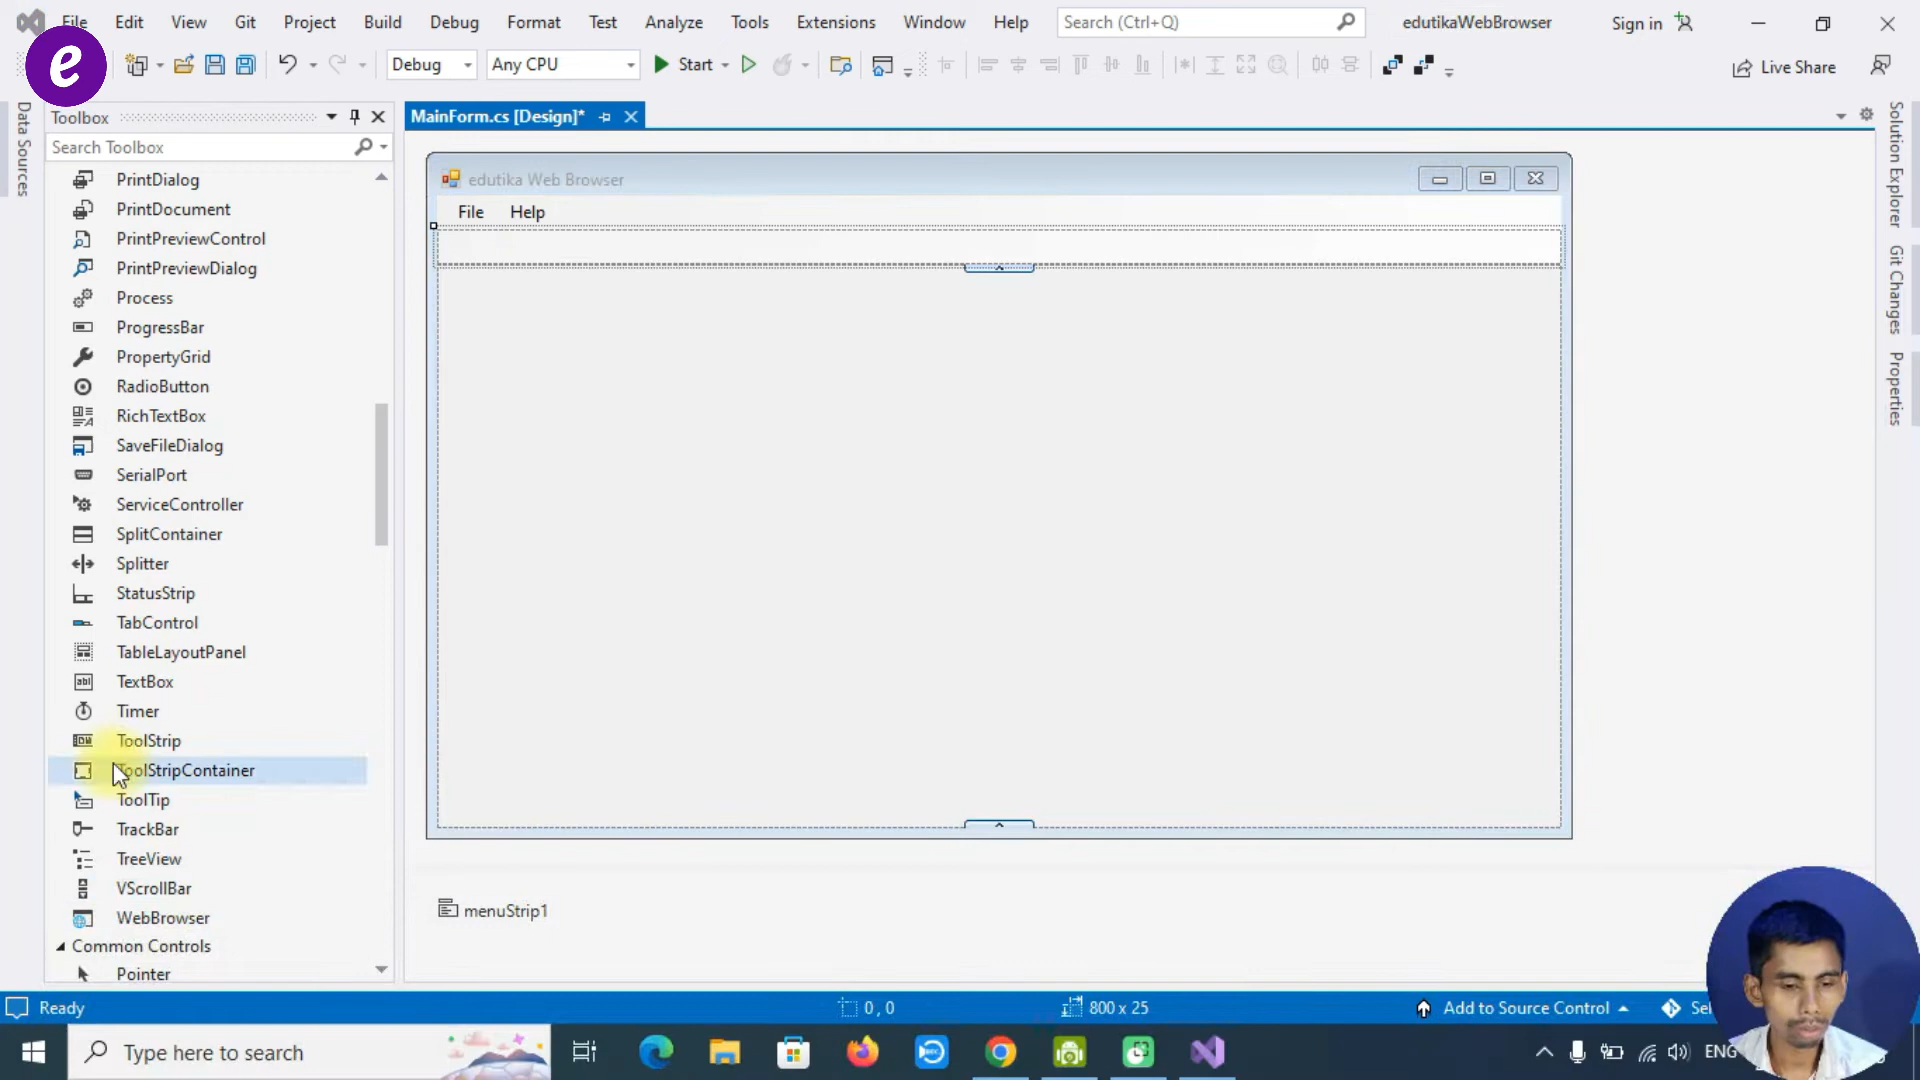 File Edit View Git Project Build Debug Format Test Analyze Tools Extensions Window Help Search (Ctrl+Q) edutikaWebBrowser Sign in
e
Debug Any CPU Start Live Share
Data Sources
Toolbox
Search Toolbox
PrintDialog
PrintDocument
PrintPreviewControl
PrintPreviewDialog
Process
ProgressBar
PropertyGrid
RadioButton
RichTextBox
SaveFileDialog
SerialPort
ServiceController
SplitContainer
Splitter
StatusStrip
TabControl
TableLayoutPanel
TextBox
Timer
ToolStrip
ToolStripContainer
ToolTip
TrackBar
TreeView
VScrollBar
WebBrowser
Common Controls
Pointer
MainForm.cs [Design]*
edutika Web Browser
File Help
menuStrip1
Solution Explorer
Git Changes
Properties
Ready 0 , 0 800 x 25 Add to Source Control
Type here to search ENG